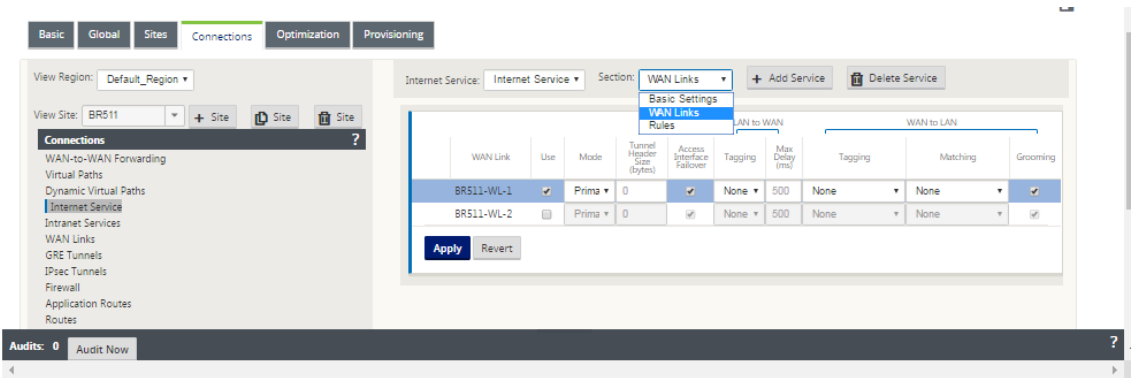 Basic Global Sites Connections Optimization Provisioning
View Region: Default_Region
Internet Service: Internet Service Section: WAN Links + Add Service Delete Service
View Site: BR511 + Site Site Site
Basic Settings
WAN Links
Rules
Connections ?
WAN-to-WAN Forwarding
Virtual Paths
Dynamic Virtual Paths
Internet Service
Intranet Services
WAN Links
GRE Tunnels
IPsec Tunnels
Firewall
Application Routes
Routes
LAN to WAN WAN to LAN
WAN Link Use Mode Tunnel Header Size (bytes) Access Interface Failover Tagging Max Delay (ms) Tagging Matching Grooming
BR511-WL-1 Prima 0 None 500 None None
BR511-WL-2 Prima 0 None 500 None None
Apply Revert
Audits: 0 Audit Now ?